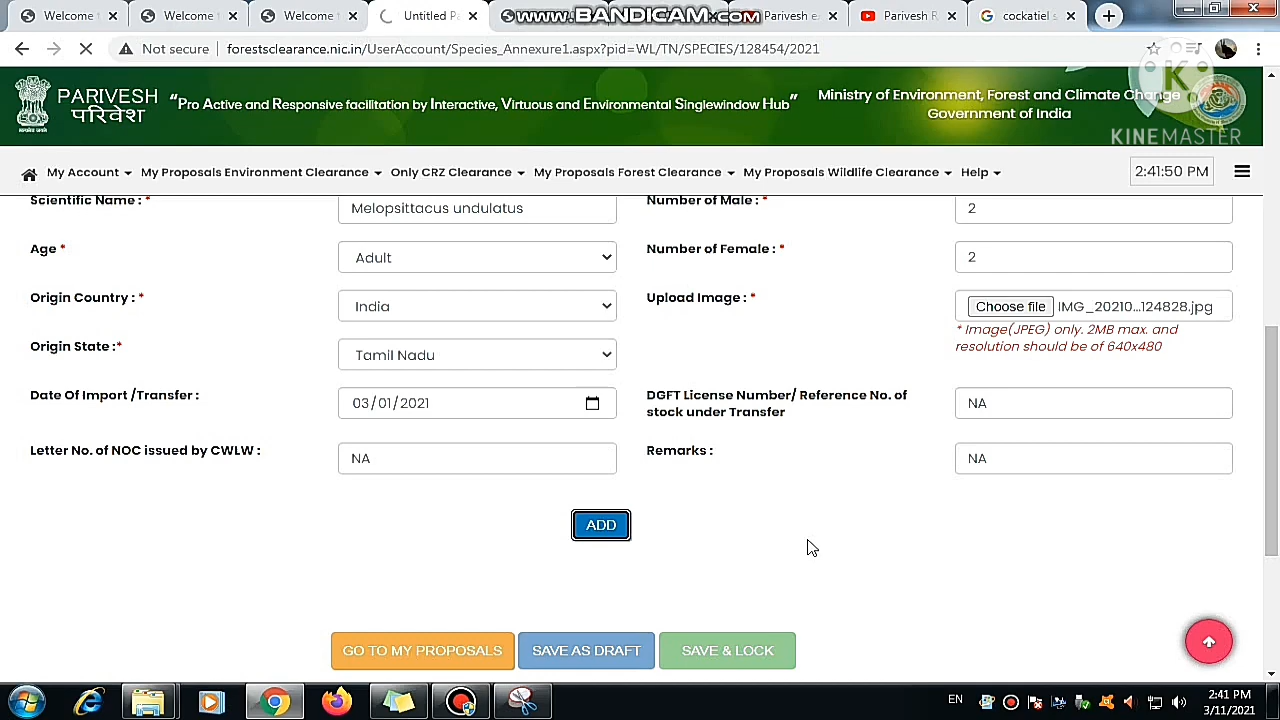 Welcome t
Welcome t
Welcome t
Untitled P
www.BANDICAM.com
Parivesh e
Parivesh R
cockatiel s
Not secure
forestsclearance.nic.in/UserAccount/Species_Annexure1.aspx?pid=WL/TN/SPECIES/128454/2021
PARIVESH
परिवेश
“Pro Active and Responsive facilitation by Interactive, Virtuous and Environmental Singlewindow Hub”
Ministry of Environment, Forest and Climate Change
Government of India
K
KINEMASTER
My Account
My Proposals Environment Clearance
Only CRZ Clearance
My Proposals Forest Clearance
My Proposals Wildlife Clearance
Help
2:41:50 PM
Scientific Name : *
Melopsittacus undulatus
Number of Male : *
2
Age *
Adult
Number of Female : *
2
Origin Country : *
India
Upload Image : *
Choose file
IMG_20210...124828.jpg
* Image(JPEG) only. 2MB max. and
resolution should be of 640x480
Origin State :*
Tamil Nadu
Date Of Import /Transfer :
03/01/2021
DGFT License Number/ Reference No. of
stock under Transfer
NA
Letter No. of NOC issued by CWLW :
NA
Remarks :
NA
ADD
GO TO MY PROPOSALS
SAVE AS DRAFT
SAVE & LOCK
EN
2:41 PM
3/11/2021